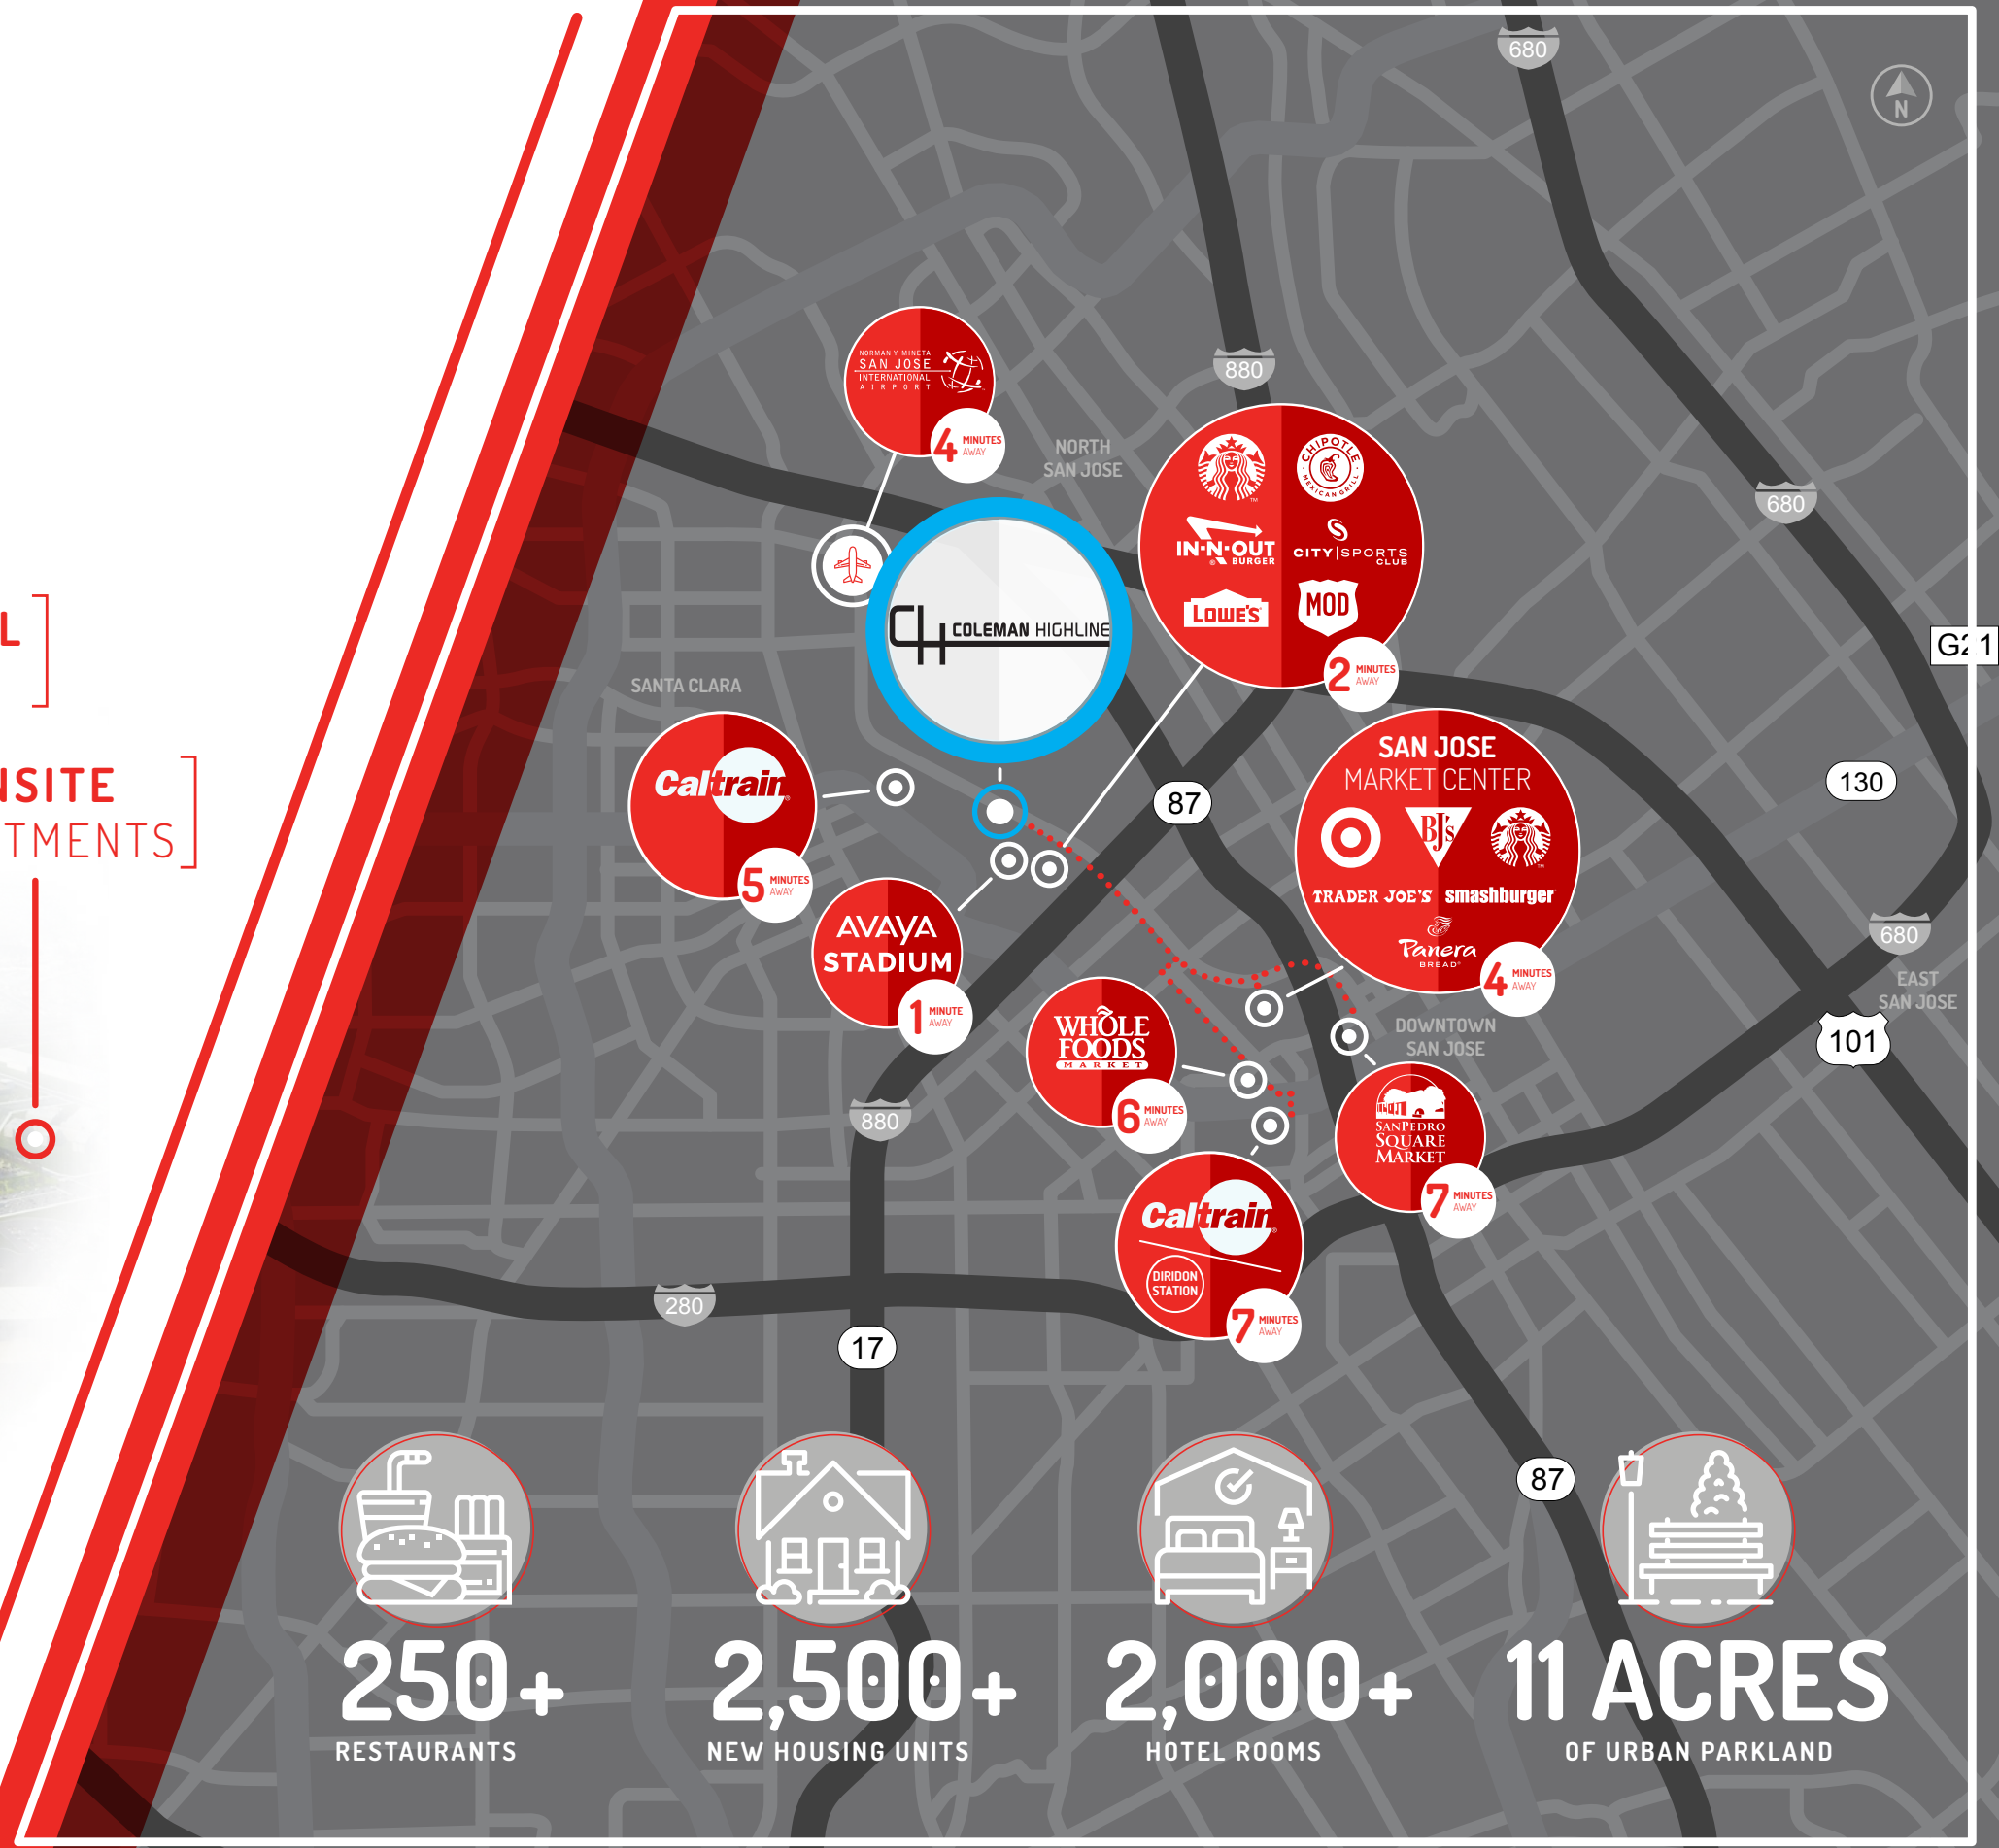 680
N
NORMAN Y. MINETA
SAN JOSE
INTERNATIONAL
AIRPORT
4 MINUTES
AWAY
NORTH
SAN JOSE
880
CHIPOTLE
MEXICAN GRILL
IN-N-OUT
BURGER
CITY|SPORTS
CLUB
LOWE'S
MOD
2 MINUTES
AWAY
680
COLEMAN HIGHLINE
G21
SANTA CLARA
Caltrain
5 MINUTES
AWAY
87
SAN JOSE
MARKET CENTER
BJ's
TRADER JOE'S smashburger
Panera
BREAD
4 MINUTES
AWAY
130
NSITE
TMENTS
L
AVAYA
STADIUM
1 MINUTE
AWAY
680
EAST
SAN JOSE
WHOLE
FOODS
MARKET
6 MINUTES
AWAY
DOWNTOWN
SAN JOSE
101
880
SAN PEDRO
SQUARE
MARKET
7 MINUTES
AWAY
Caltrain
DIRIDON
STATION
7 MINUTES
AWAY
280
17
87
250+
RESTAURANTS
2,500+
NEW HOUSING UNITS
2,000+
HOTEL ROOMS
11 ACRES
OF URBAN PARKLAND